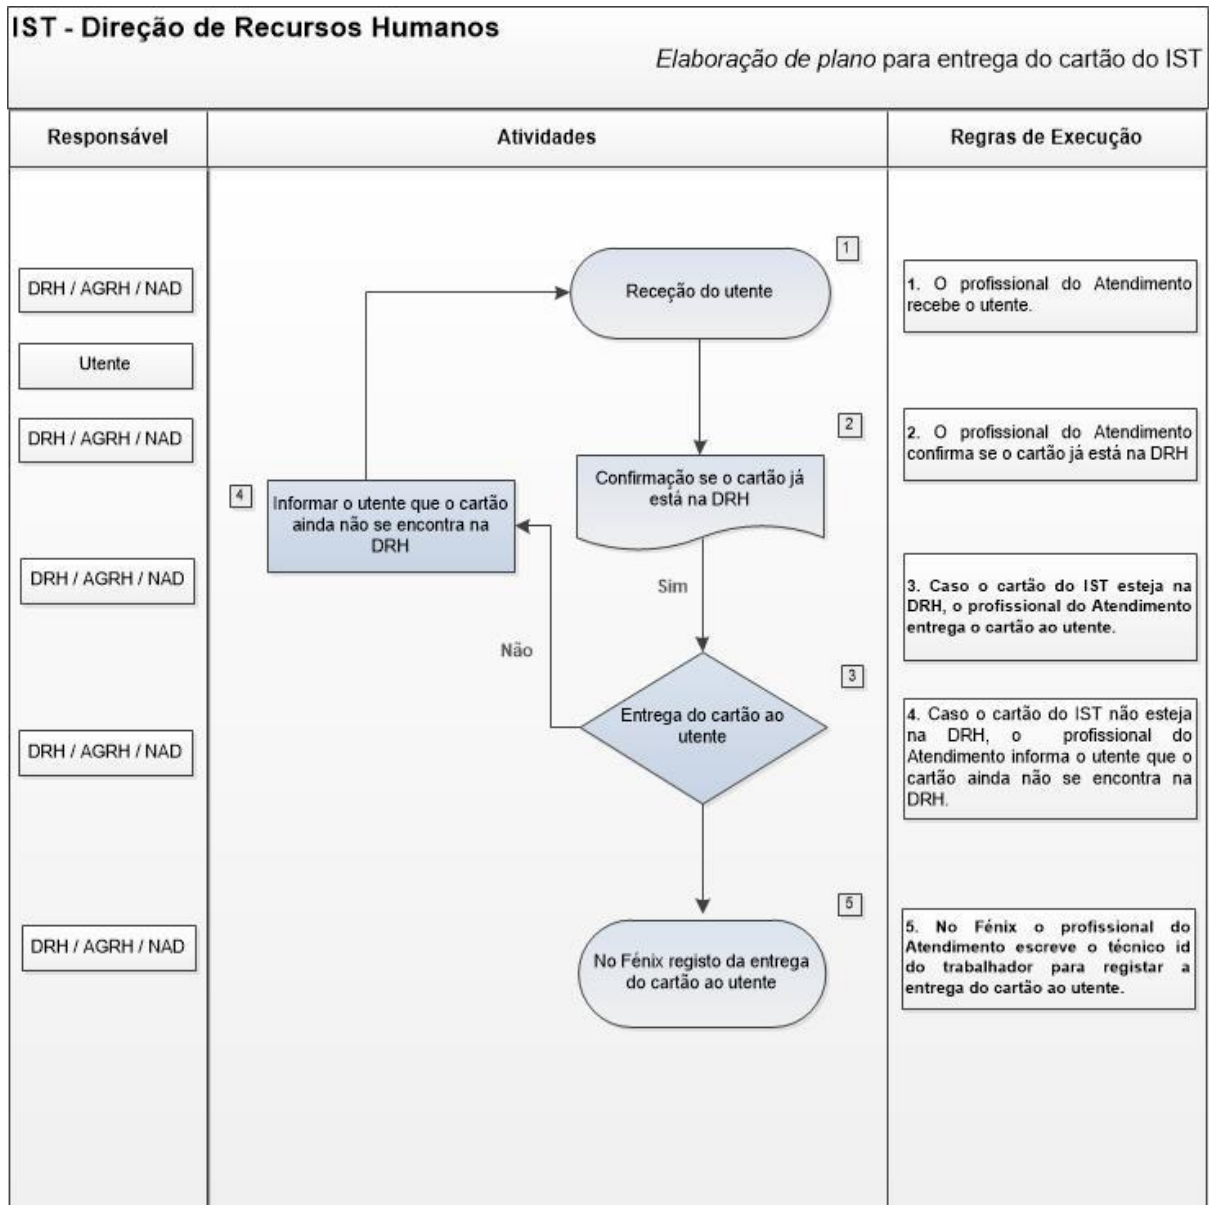 IST - Direção de Recursos Humanos
Elaboração de plano para entrega do cartão do IST
Responsável
Atividades
Regras de Execução
1
DRH / AGRH / NAD
Receção do utente
1. O profissional do Atendimento
recebe o utente.
Utente
2
DRH / AGRH / NAD
Confirmação se o cartão já
está na DRH
2. O profissional do Atendimento
confirma se o cartão já está na DRH
4
Informar o utente que o cartão
ainda não se encontra na
DRH
Sim
DRH / AGRH / NAD
3. Caso o cartão do IST esteja na
DRH, o profissional do Atendimento
entrega o cartão ao utente.
Não
3
Entrega do cartão ao
utente
DRH / AGRH / NAD
4. Caso o cartão do IST não esteja
na DRH, o profissional do
Atendimento informa o utente que o
cartão ainda não se encontra na
DRH.
5
DRH / AGRH / NAD
No Fénix registo da entrega
do cartão ao utente
5. No Fénix o profissional do
Atendimento escreve o técnico id
do trabalhador para registar a
entrega do cartão ao utente.